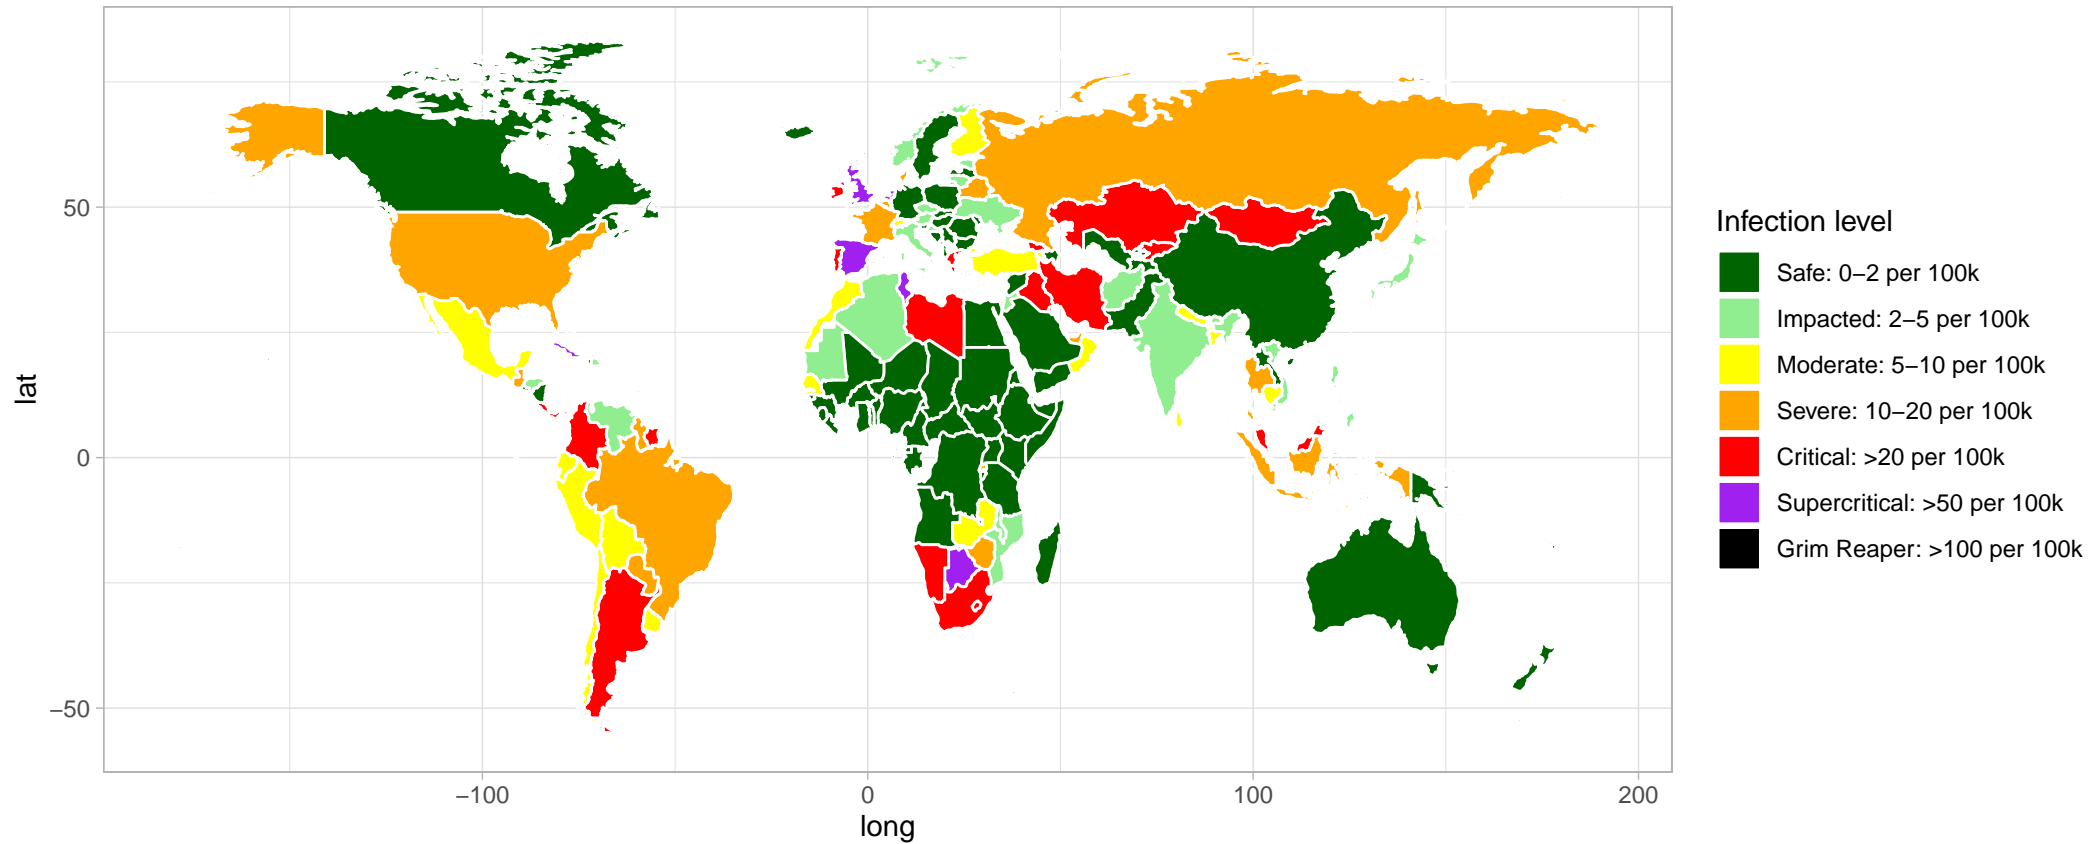 lat
50
0
−50
−100
0
100
200
long
Infection level
Safe: 0−2 per 100k
Impacted: 2−5 per 100k
Moderate: 5−10 per 100k
Severe: 10−20 per 100k
Critical: >20 per 100k
Supercritical: >50 per 100k
Grim Reaper: >100 per 100k